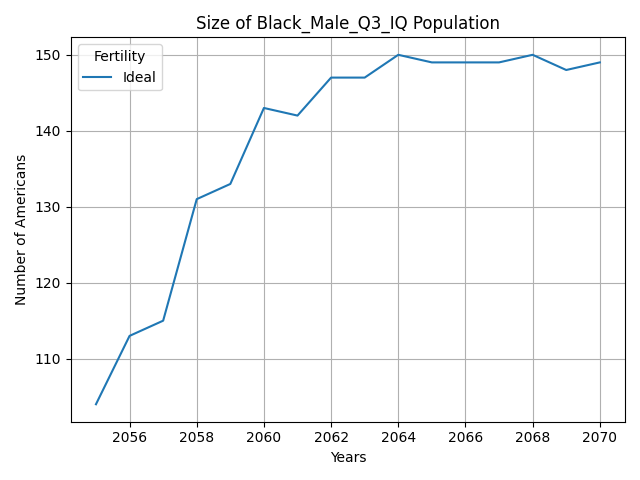 Size of Black_Male_Q3_IQ Population
Fertility
Ideal
Number of Americans
150
140
130
120
110
2056 2058 2060 2062 2064 2066 2068 2070
Years